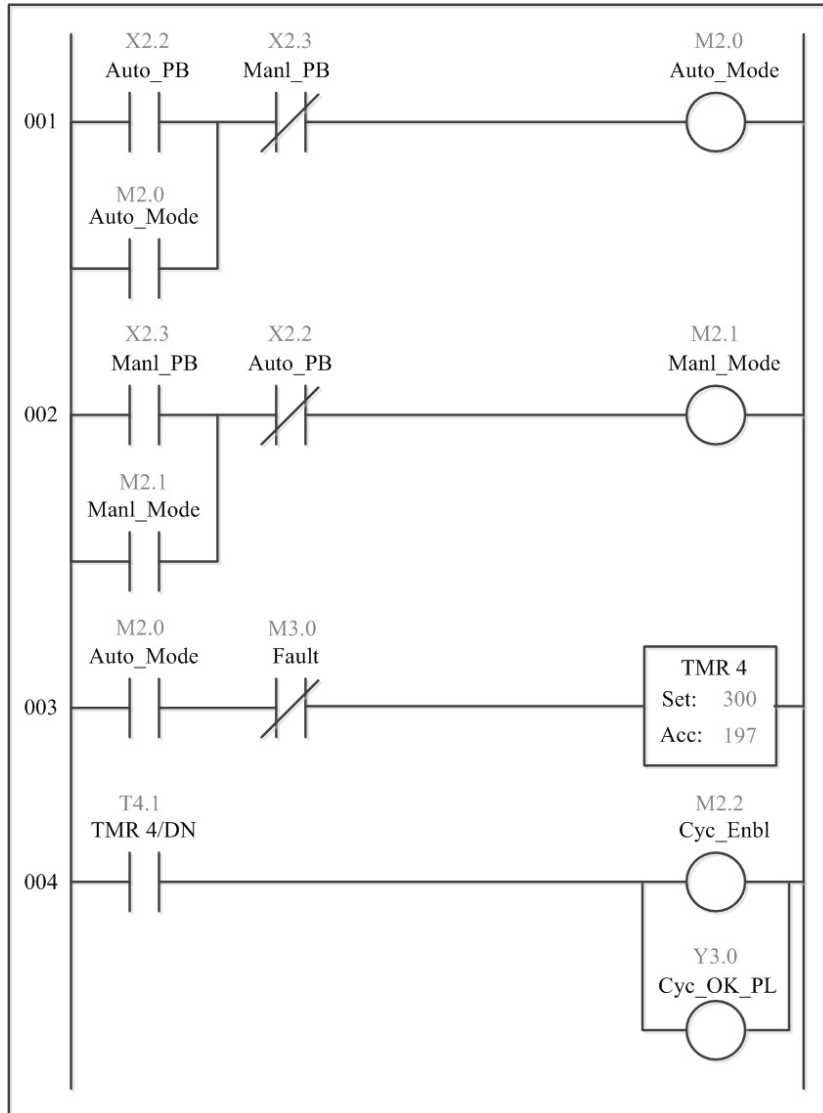 X2.2 X2.3 M2.0
Auto_PB Manl_PB Auto_Mode
001
M2.0
Auto_Mode
X2.3 X2.2 M2.1
Manl_PB Auto_PB Manl_Mode
002
M2.1
Manl_Mode
M2.0 M3.0
Auto_Mode Fault
TMR 4
003
Set: 300
Acc: 197
T4.1 M2.2
TMR 4/DN Cyc_Enbl
004
Y3.0
Cyc_OK_PL